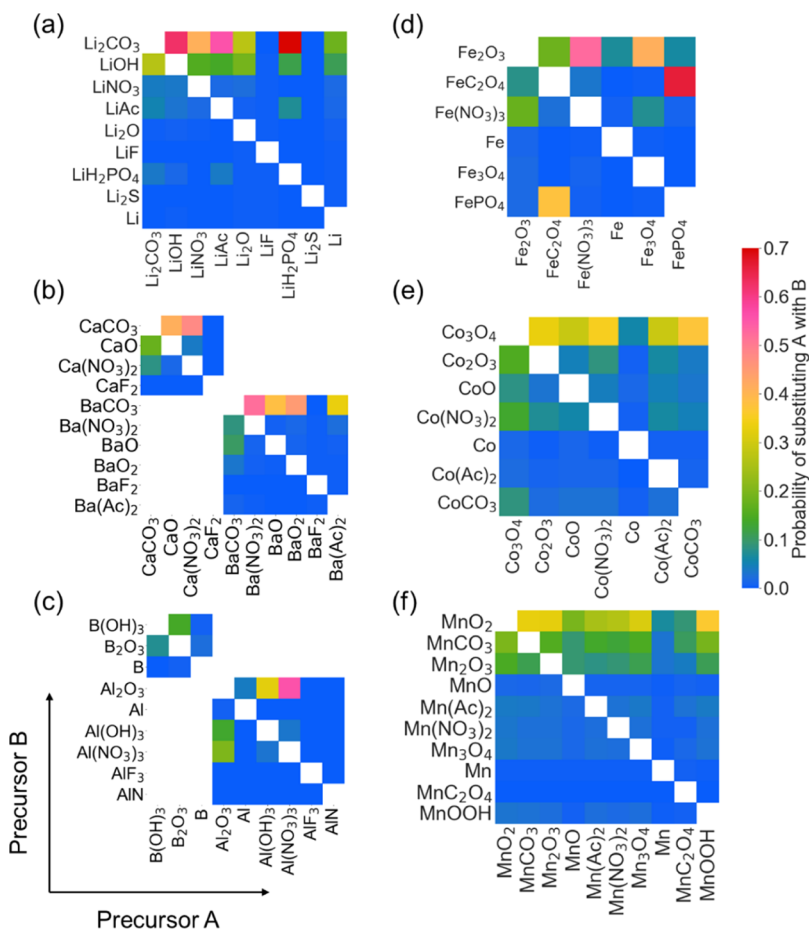 (a)
Li₂CO₃
LiOH
LiNO₃
LiAc
Li₂O
LiF
LiH₂PO₄
Li₂S
Li
Li₂CO₃
LiOH
LiNO₃
LiAc
Li₂O
LiF
LiH₂PO₄
Li₂S
Li
(b)
CaCO₃
CaO
Ca(NO₃)₂
CaF₂
BaCO₃
Ba(NO₃)₂
BaO
BaO₂
BaF₂
Ba(Ac)₂
CaCO₃
CaO
Ca(NO₃)₂
CaF₂
BaCO₃
Ba(NO₃)₂
BaO
BaO₂
BaF₂
Ba(Ac)₂
(c)
B(OH)₃
B₂O₃
B
Al₂O₃
Al
Al(OH)₃
Al(NO₃)₃
AlF₃
AlN
B(OH)₃
B₂O₃
B
Al₂O₃
Al
Al(OH)₃
Al(NO₃)₃
AlF₃
AlN
Precursor B
Precursor A
(d)
Fe₂O₃
FeC₂O₄
Fe(NO₃)₃
Fe
Fe₃O₄
FePO₄
Fe₂O₃
FeC₂O₄
Fe(NO₃)₃
Fe
Fe₃O₄
FePO₄
(e)
Co₃O₄
Co₂O₃
CoO
Co(NO₃)₂
Co
Co(Ac)₂
CoCO₃
Co₃O₄
Co₂O₃
CoO
Co(NO₃)₂
Co
Co(Ac)₂
CoCO₃
(f)
MnO₂
MnCO₃
Mn₂O₃
MnO
Mn(Ac)₂
Mn(NO₃)₂
Mn₃O₄
Mn
MnC₂O₄
MnOOH
MnO₂
MnCO₃
Mn₂O₃
MnO
Mn(Ac)₂
Mn(NO₃)₂
Mn₃O₄
Mn
MnC₂O₄
MnOOH
0.7
0.6
0.5
0.4
0.3
0.2
0.1
0.0
Probability of substituting A with B